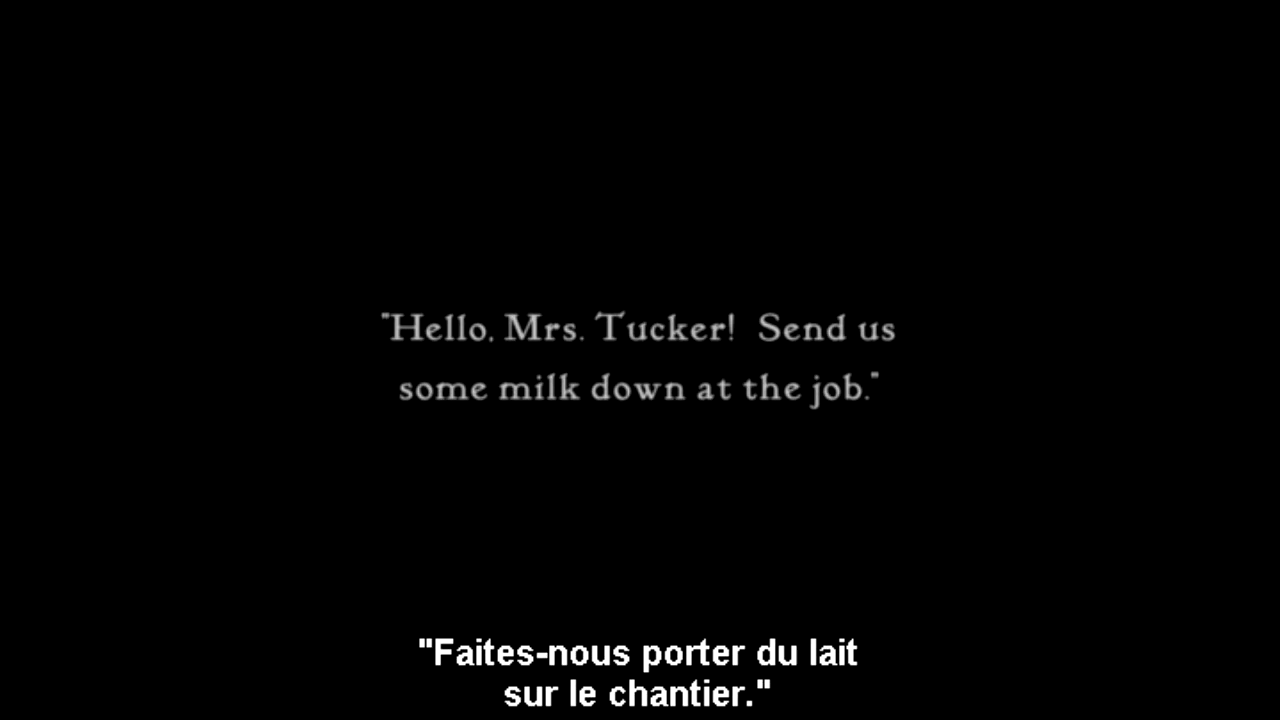 "Hello, Mrs. Tucker!  Send us
some milk down at the job."
"Faites-nous porter du lait
sur le chantier."